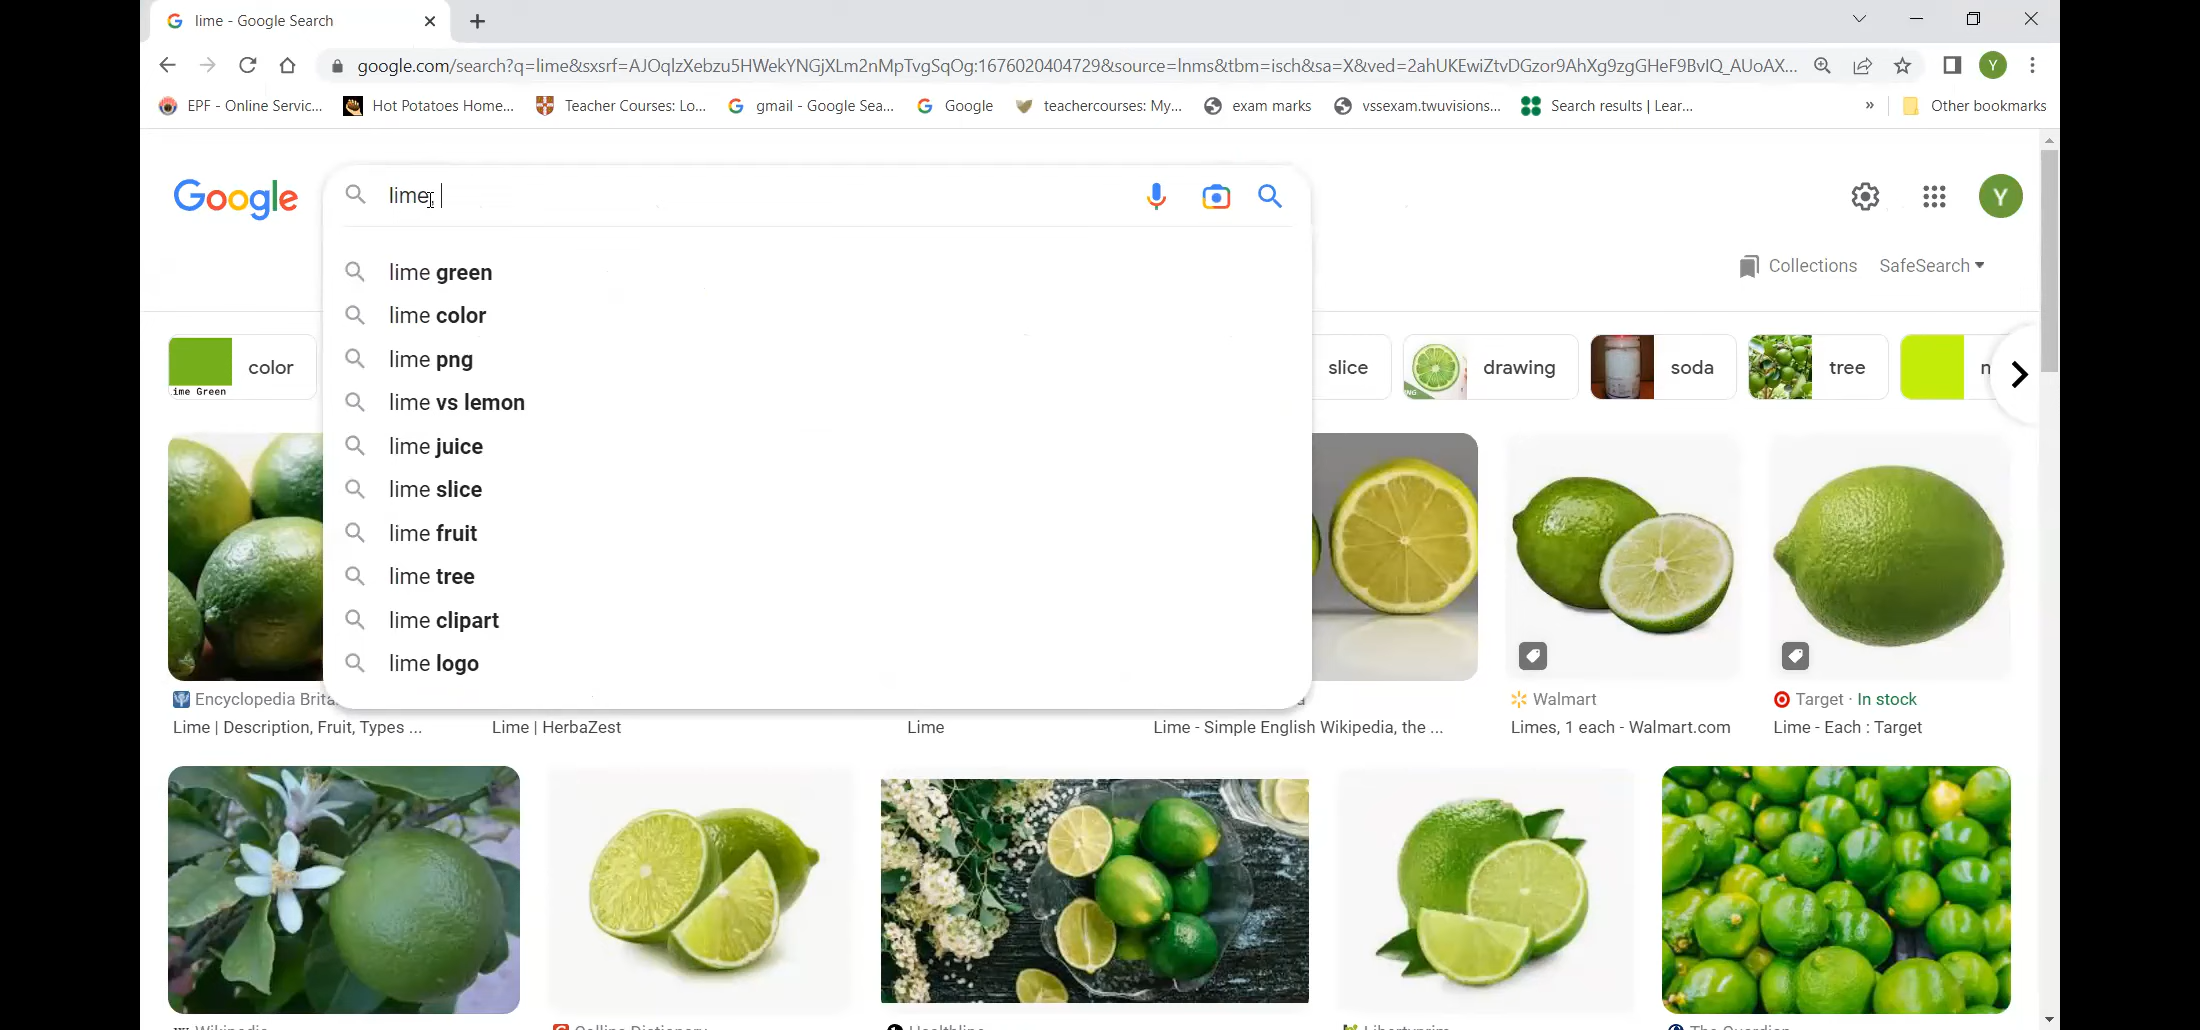 lime - Google Search
google.com/search?q=lime&sxsrf=AJOqlzXebzu5HWekYNGjXLm2nMpTvgSqOg:1676020404729&source=lnms&tbm=isch&sa=X&ved=2ahUKEwiZtvDGzor9AhXg9zgGHeF9BvIQ_AUoAX...
Y
EPF - Online Servic...
Hot Potatoes Home...
Teacher Courses: Lo...
gmail - Google Sea...
Google
teachercourses: My...
exam marks
vssexam.twuvisions...
Search results | Lear...
»
Other bookmarks
Google
lime
Y
Collections
SafeSearch
lime green
lime color
lime png
lime vs lemon
lime juice
lime slice
lime fruit
lime tree
lime clipart
lime logo
ime Green
color
slice
drawing
soda
tree
Encyclopedia Brita
Walmart
Target · In stock
Lime | Description, Fruit, Types ...
Lime | HerbaZest
Lime
Lime - Simple English Wikipedia, the ...
Limes, 1 each - Walmart.com
Lime - Each : Target